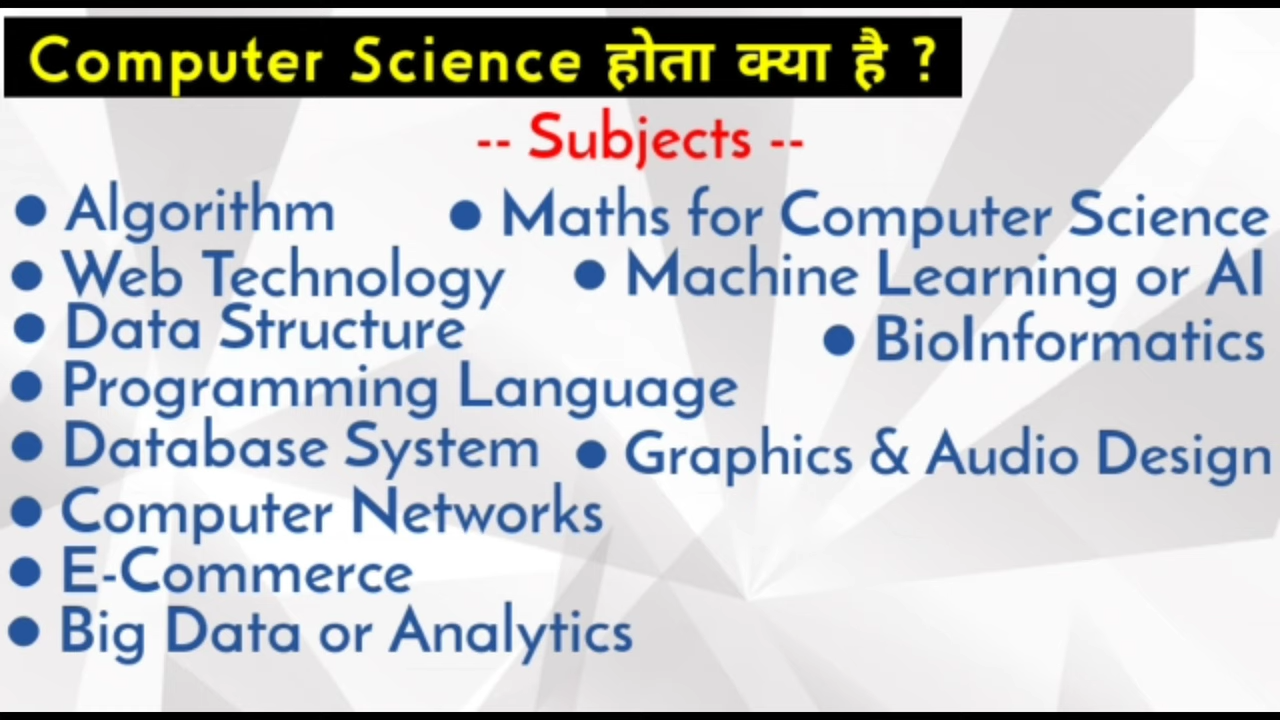 Computer Science होता क्या है ?
-- Subjects --
● Algorithm
● Maths for Computer Science
● Web Technology
● Machine Learning or AI
● Data Structure
● BioInformatics
● Programming Language
● Database System
● Graphics & Audio Design
● Computer Networks
● E-Commerce
● Big Data or Analytics